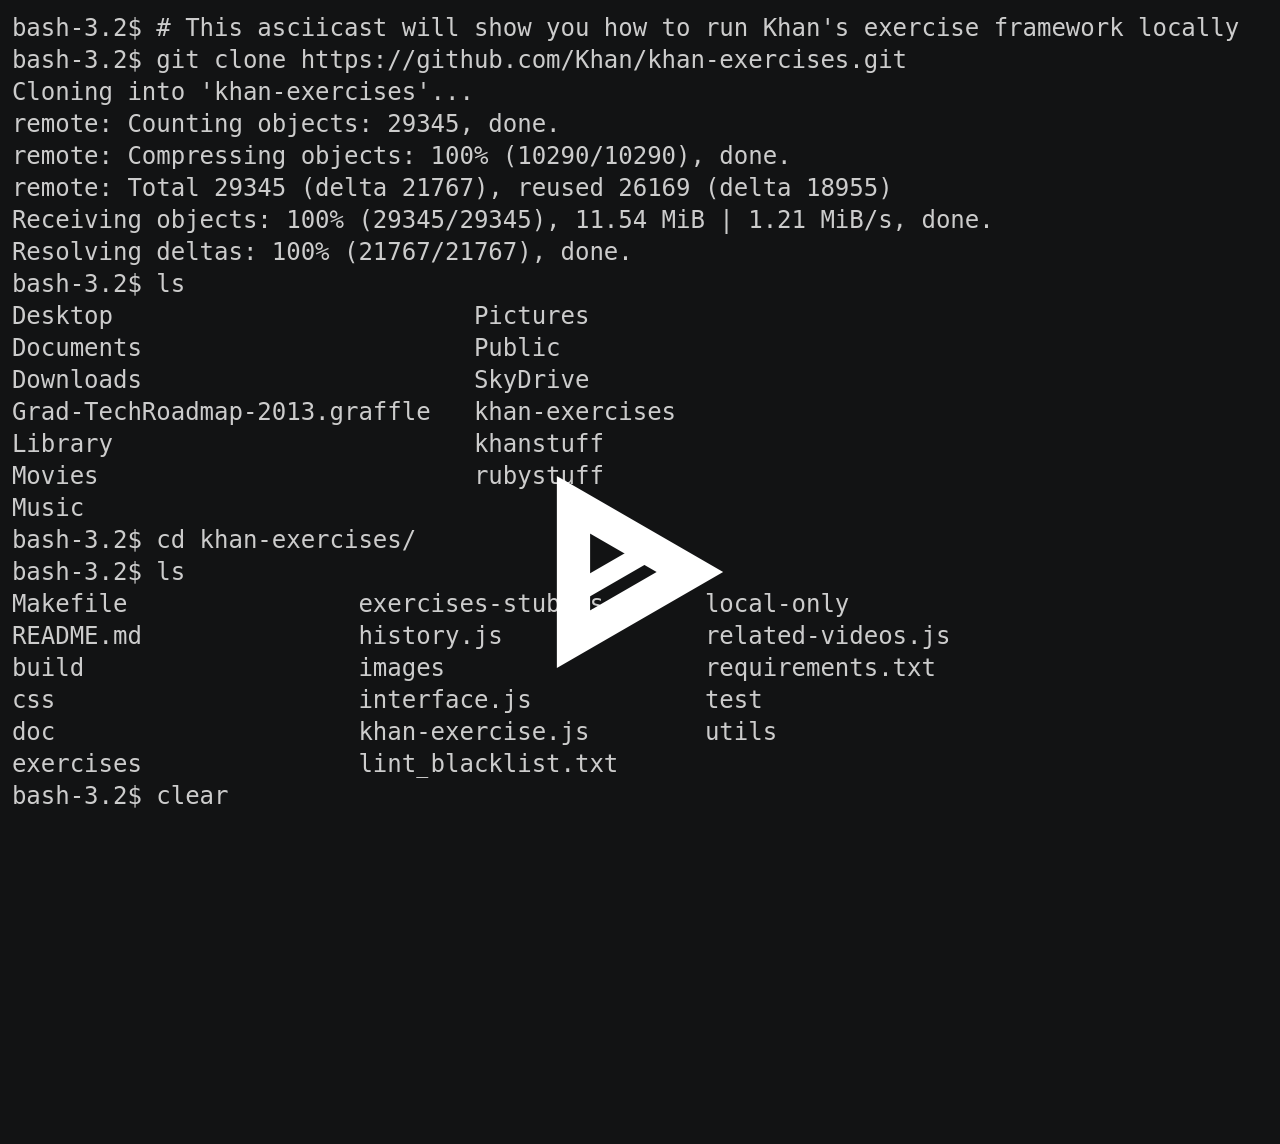 bash-3.2$ # This asciicast will show you how to run Khan's exercise framework locally
bash-3.2$ git clone https://github.com/Khan/khan-exercises.git
Cloning into 'khan-exercises'...
remote: Counting objects: 29345, done.
remote: Compressing objects: 100% (10290/10290), done.
remote: Total 29345 (delta 21767), reused 26169 (delta 18955)
Receiving objects: 100% (29345/29345), 11.54 MiB | 1.21 MiB/s, done.
Resolving deltas: 100% (21767/21767), done.
bash-3.2$ ls
Desktop                         Pictures
Documents                       Public
Downloads                       SkyDrive
Grad-TechRoadmap-2013.graffle   khan-exercises
Library                         khanstuff
Movies                          rubystuff
Music
bash-3.2$ cd khan-exercises/
bash-3.2$ ls
Makefile                                        local-only
README.md               history.js              related-videos.js
build                   images                  requirements.txt
css                     interface.js            test
doc                     khan-exercise.js        utils
exercises               lint_blacklist.txt
bash-3.2$ clear